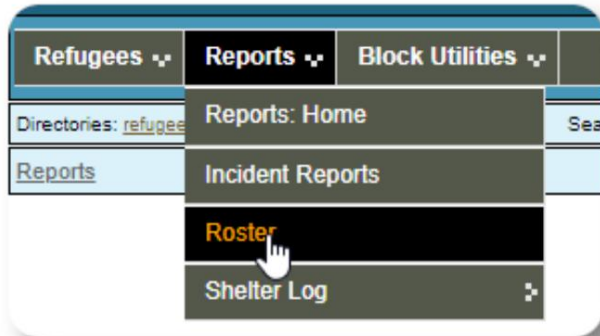 Refugees Reports Block Utilities
Directories: refugee Reports: Home Sea
Reports Incident Reports
Roster
Shelter Log